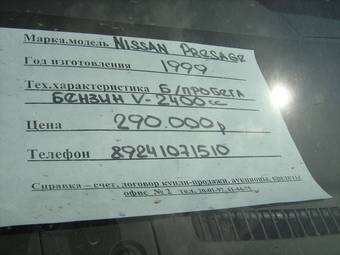 Марка,модель NISSAN PRESAGE
Год изготовления 1999
Тех.характеристика Б/ПРОБЕГА
БЕНЗИН V-2400cc
Цена 290.000р
Телефон 89241071510
Справка – счет, договор купли-продажи, аукционы, кредиты
офис № 2 тел.